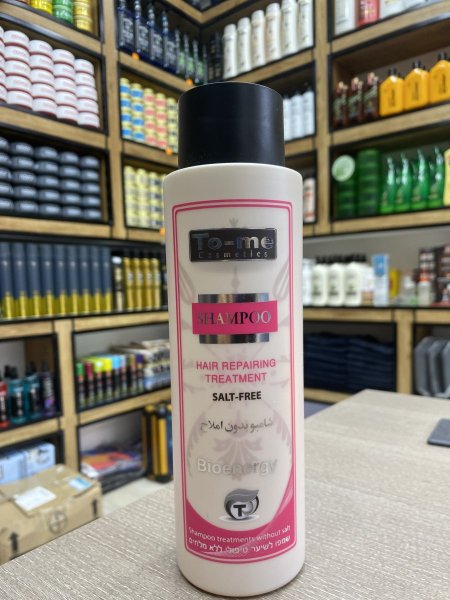 To-me
Cosmetics
SHAMPOO
HAIR REPAIRING
TREATMENT
SALT-FREE
شامبو بدون املاح
Bioenergy
T
Shampoo treatments without salt
שמפו לשיער טיפולי ללא מלחים